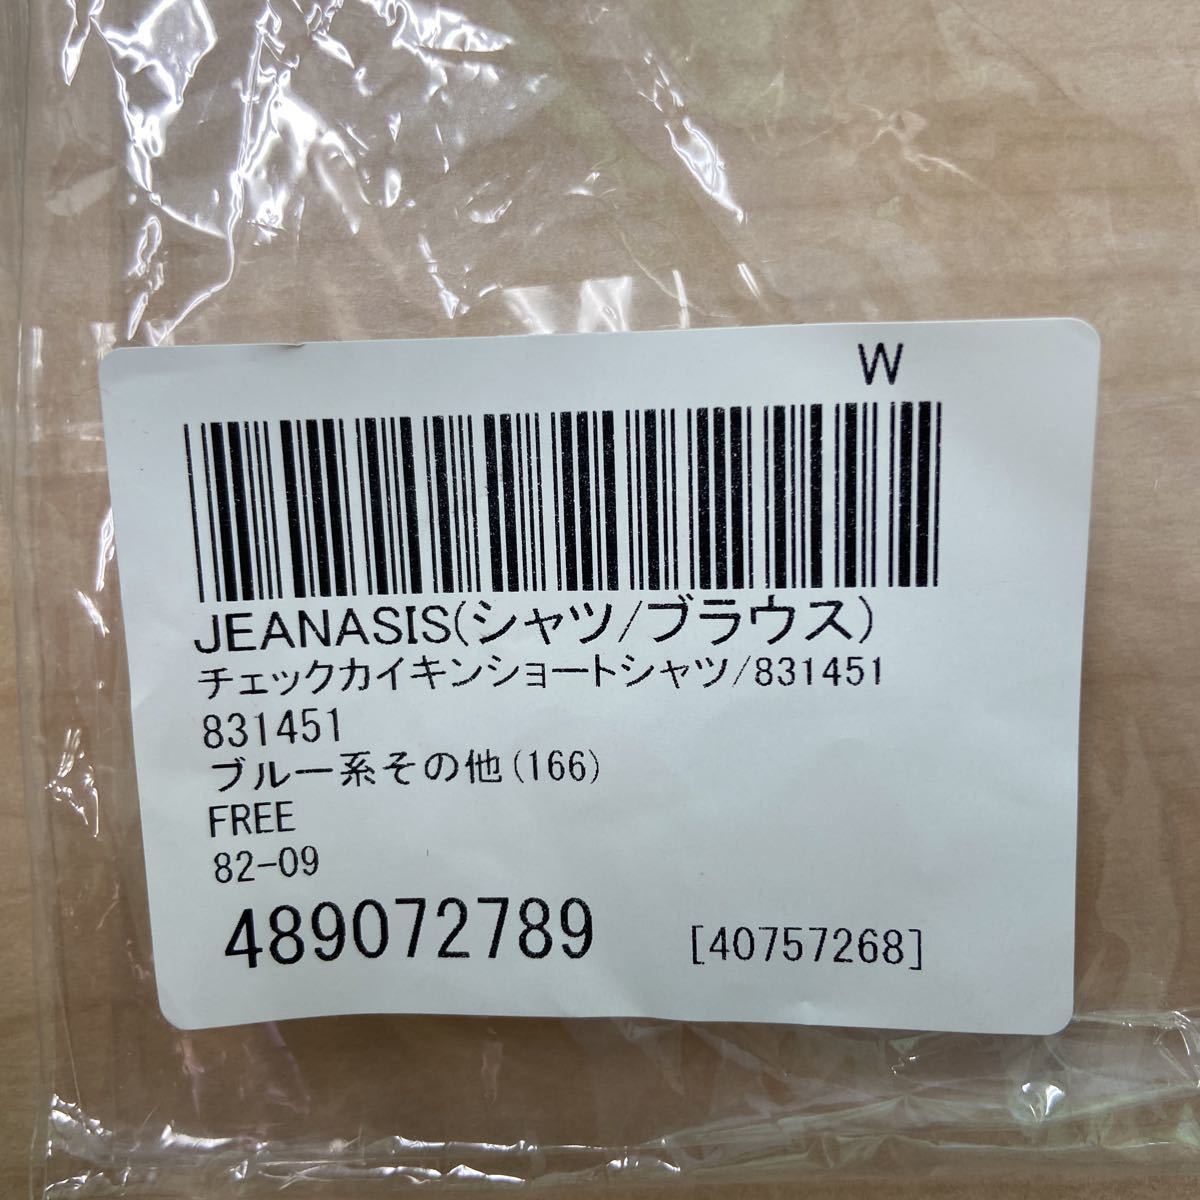 W
JEANASIS(シャツ/ブラウス)
チェックカイキンショートシャツ/831451
831451
ブルー系その他(166)
FREE
82-09
489072789 [40757268]